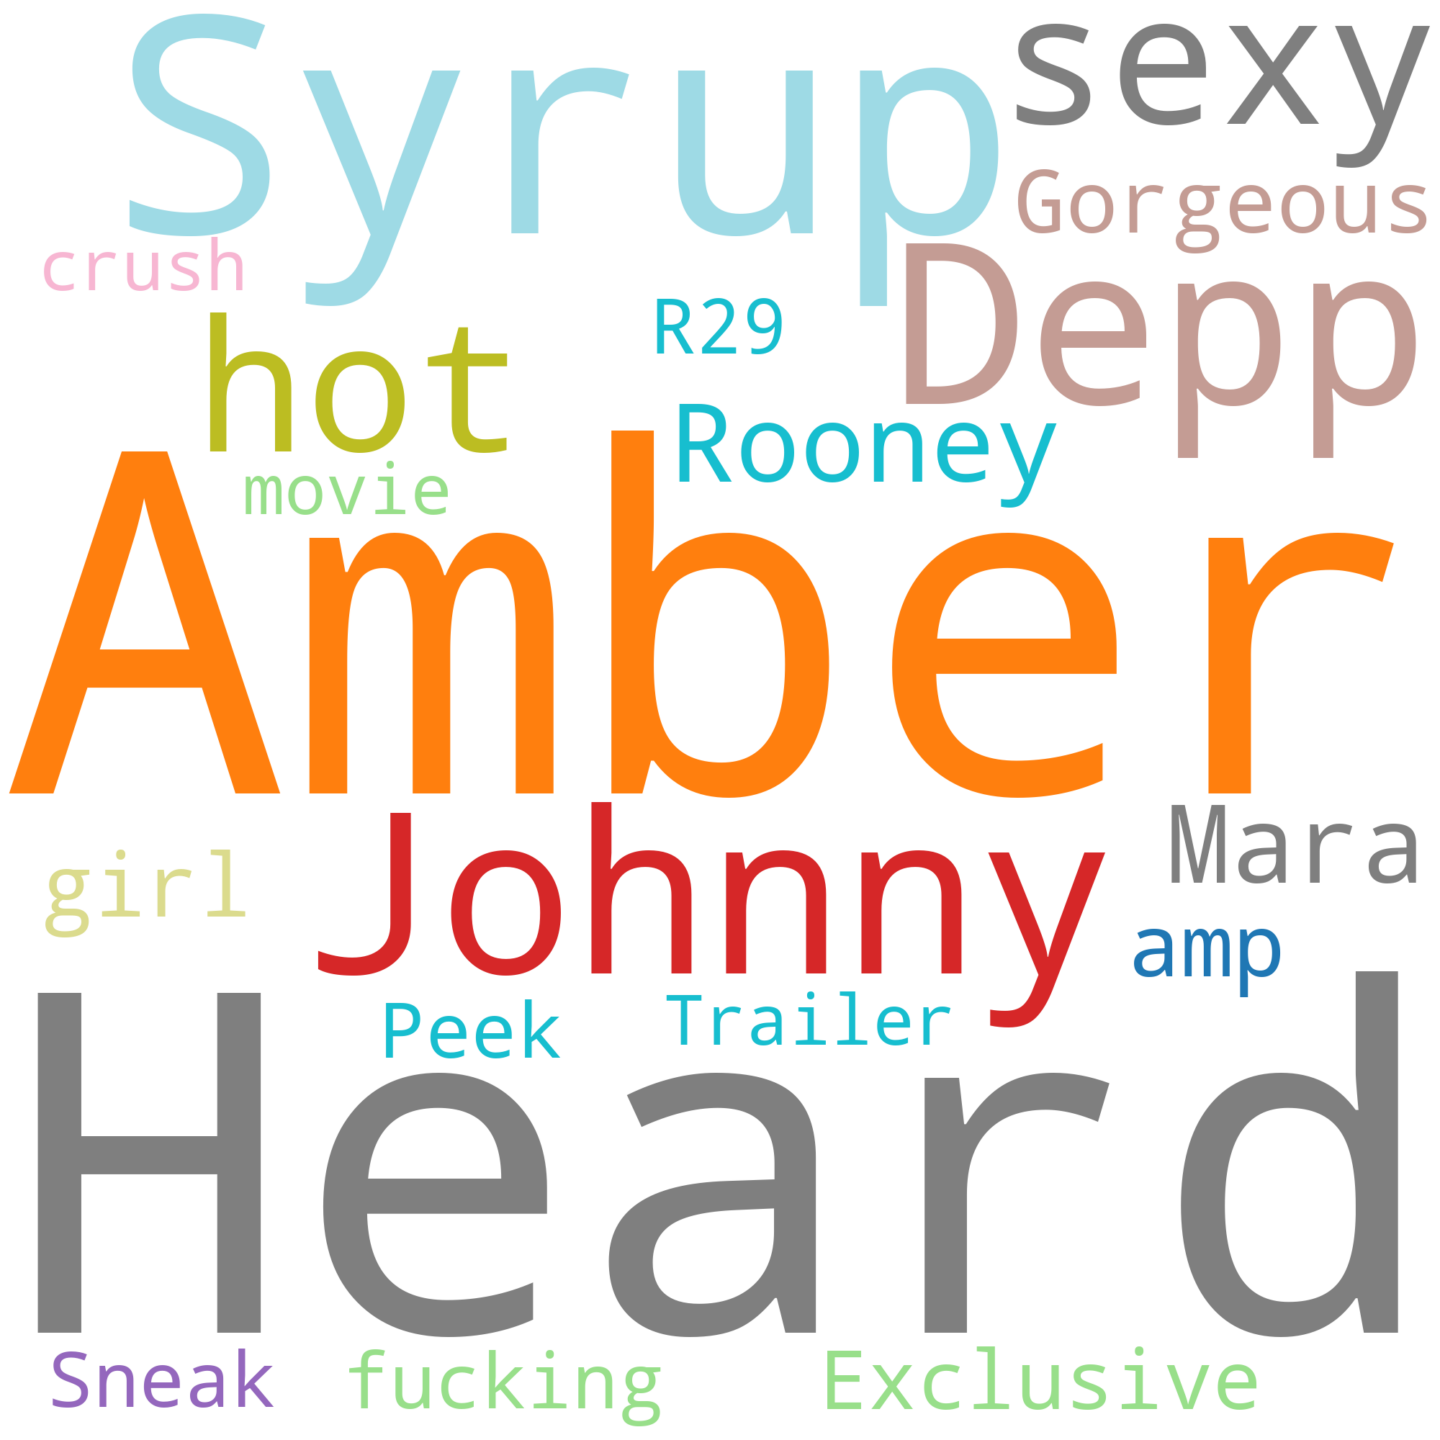 Syrup
sexy
Gorgeous
crush
Depp
R29
hot
Rooney
movie
Amber
Johnny
Mara
girl
amp
Peek
Trailer
Heard
Sneak
fucking
Exclusive